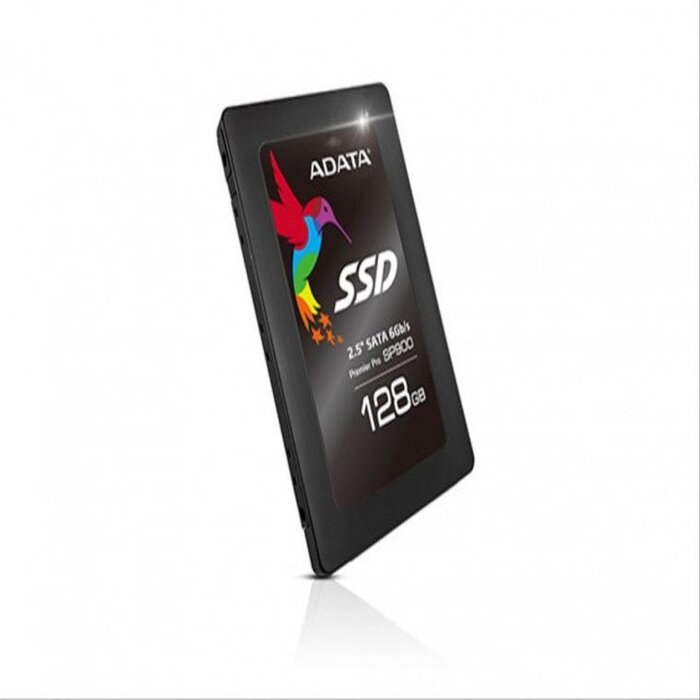 ADATA
SSD
2.5" SATA 6Gb/s
Premier Pro SP900
128GB